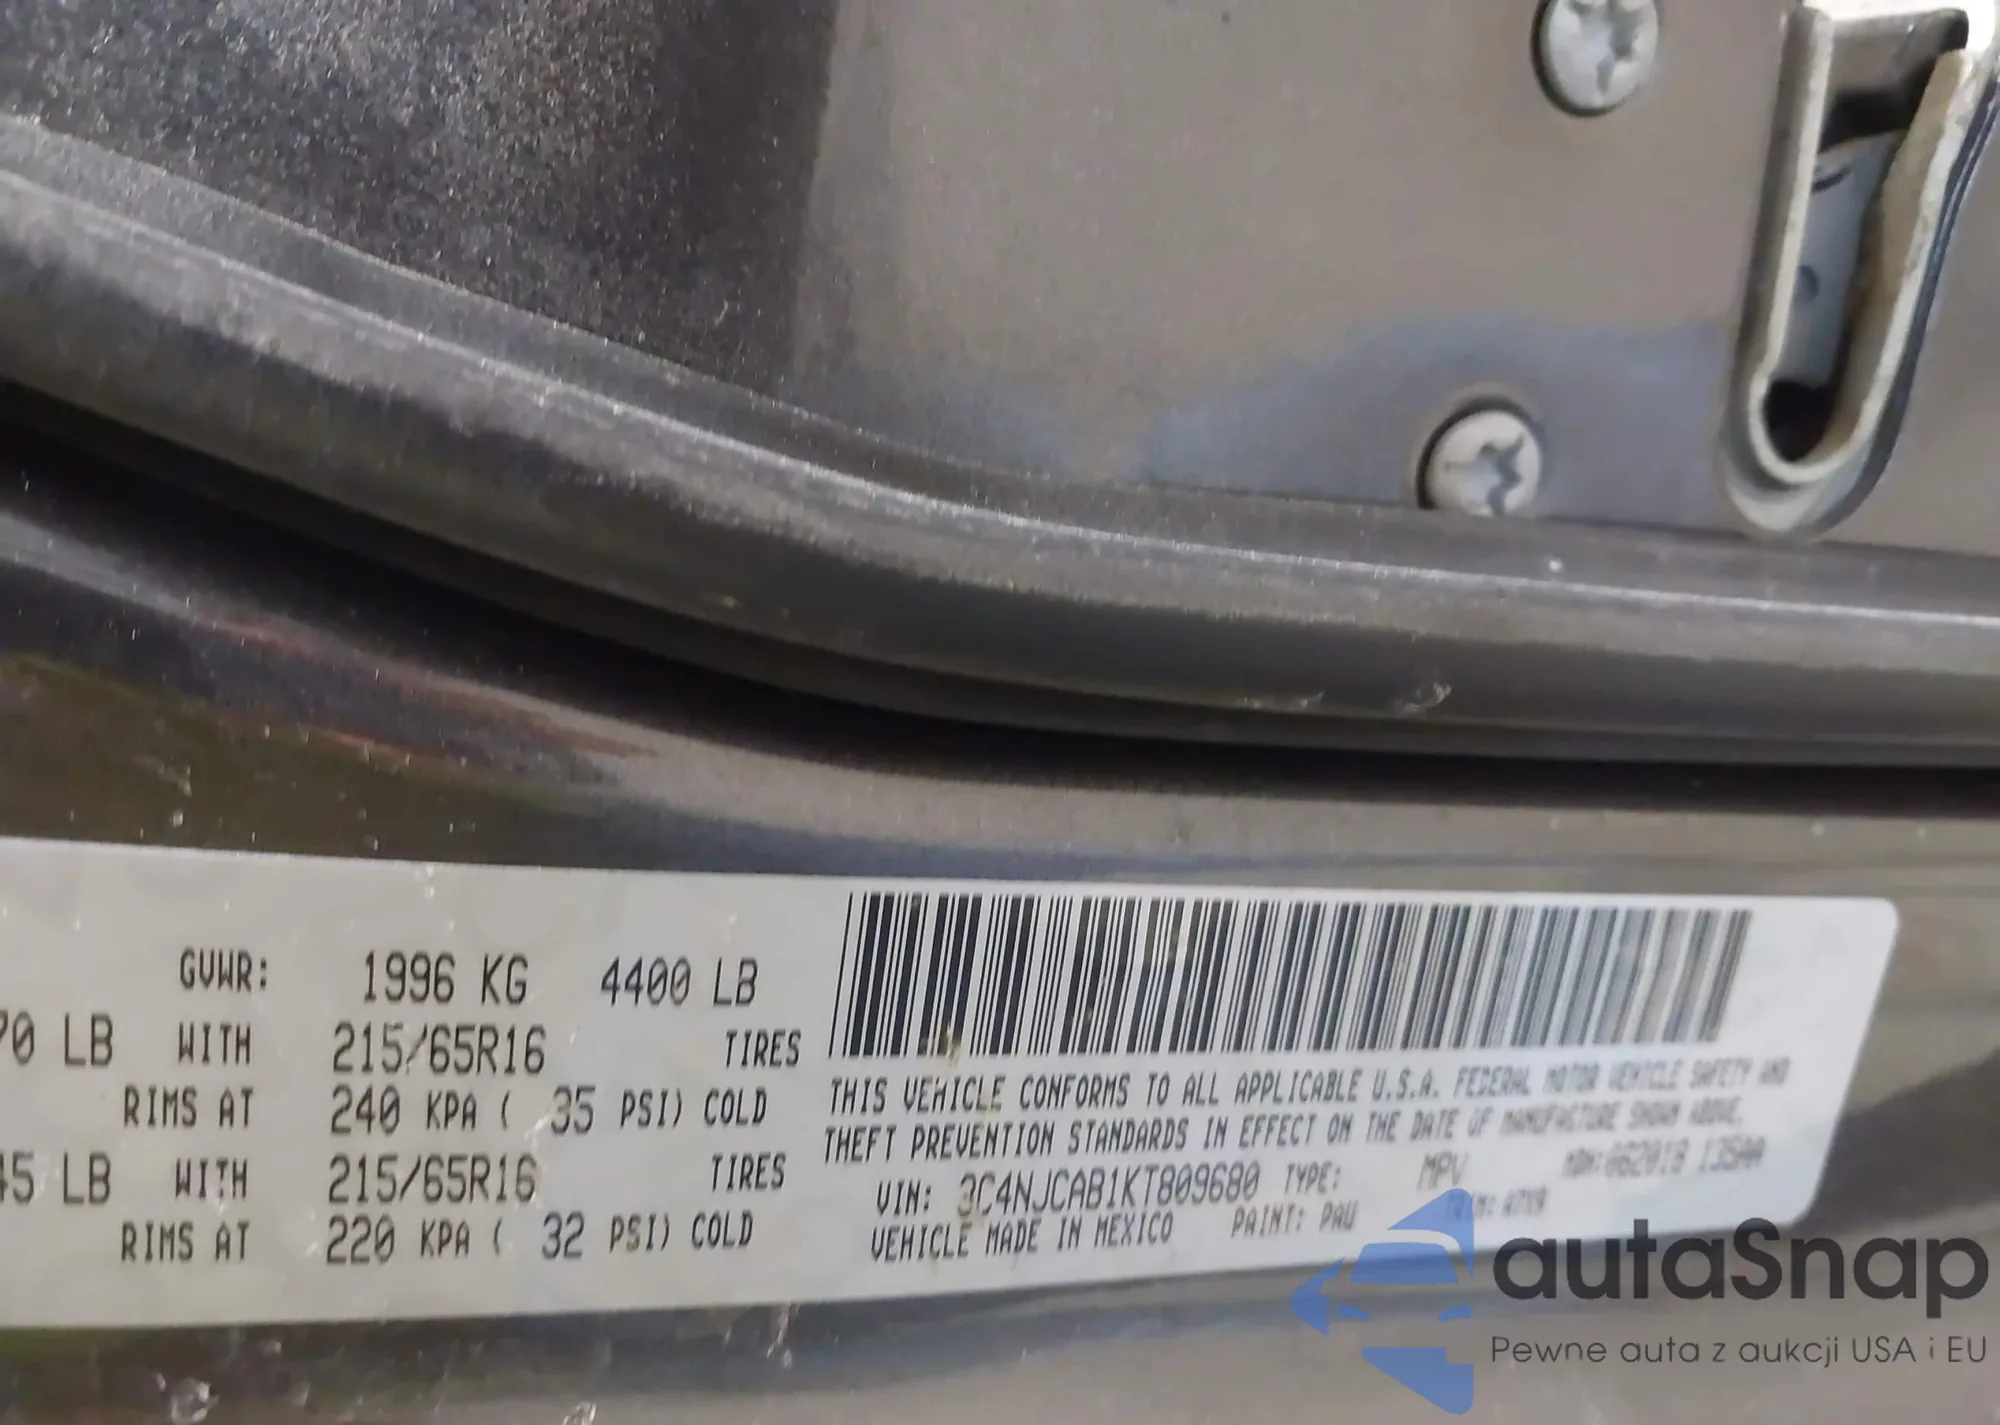 GVWR: 1996 KG 4400 LB
70 LB WITH 215/65R16 TIRES
RIMS AT 240 KPA ( 35 PSI) COLD
45 LB WITH 215/65R16 TIRES
RIMS AT 220 KPA ( 32 PSI) COLD
THIS VEHICLE CONFORMS TO ALL APPLICABLE U.S.A. FEDERAL MOTOR VEHICLE SAFETY AND
THEFT PREVENTION STANDARDS IN EFFECT ON THE DATE OF MANUFACTURE SHOWN ABOVE.
VIN: 3C4NJCAB1KT809680 TYPE: MPV MDH: 062018 135AA
VEHICLE MADE IN MEXICO PAINT: PAU
autaSnap
Pewne auta z aukcji USA i EU